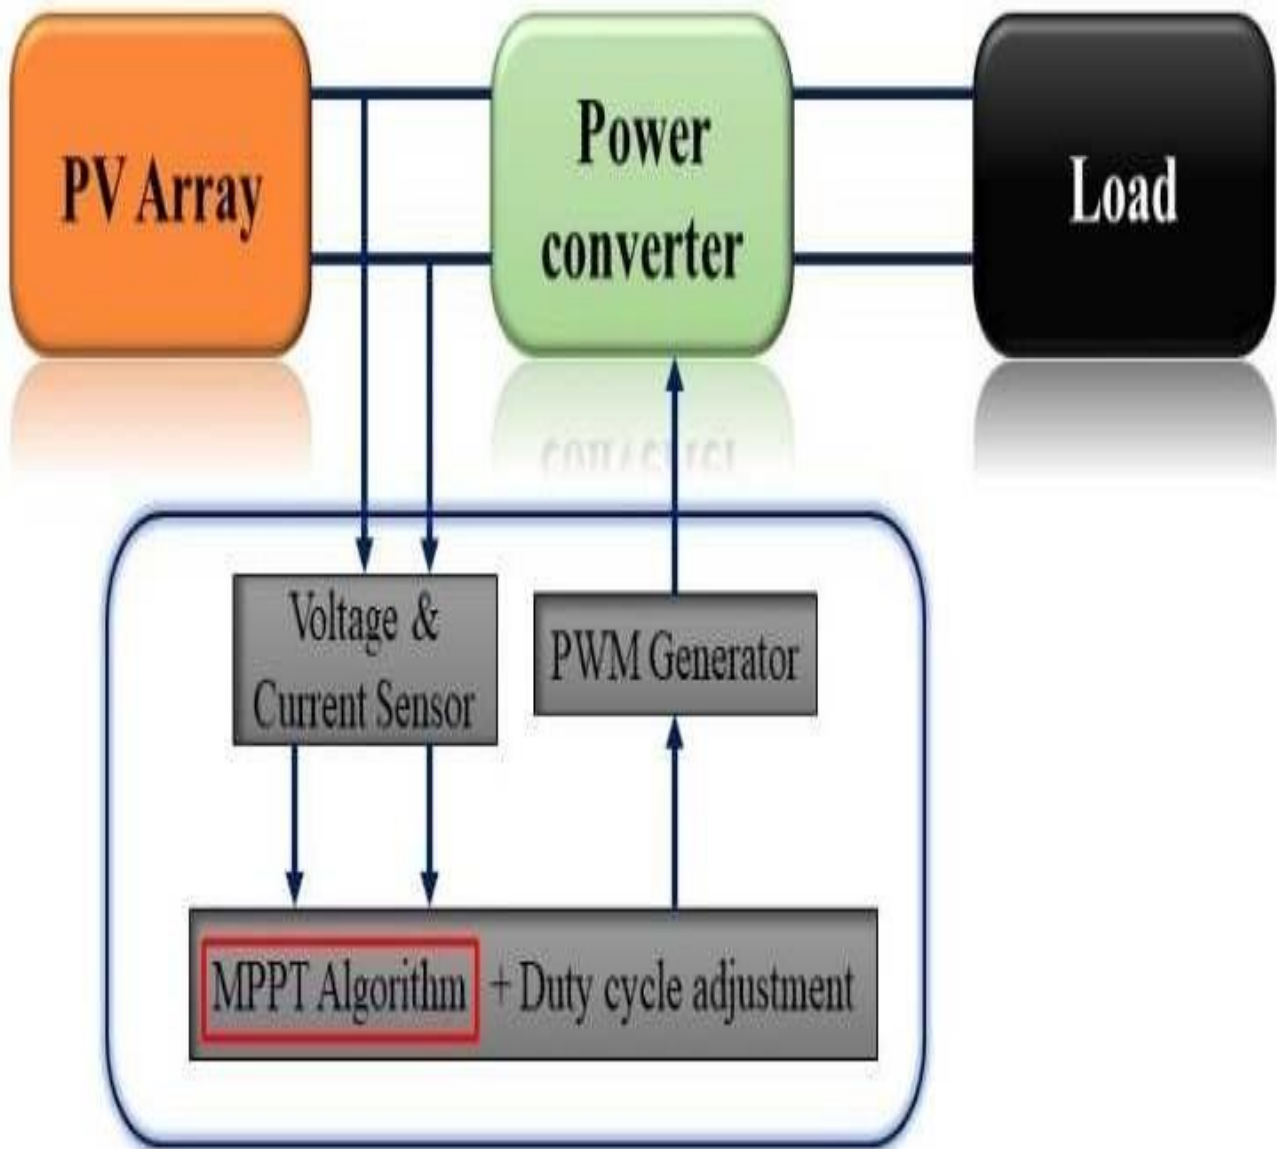 PV Array
Power
converter
Load
Voltage &
Current Sensor
PWM Generator
MPPT Algorithm + Duty cycle adjustment